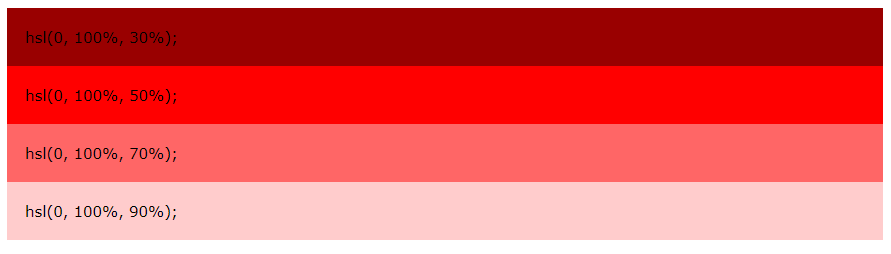 hsl(0, 100%, 30%);
hsl(0, 100%, 50%);
hsl(0, 100%, 70%);
hsl(0, 100%, 90%);